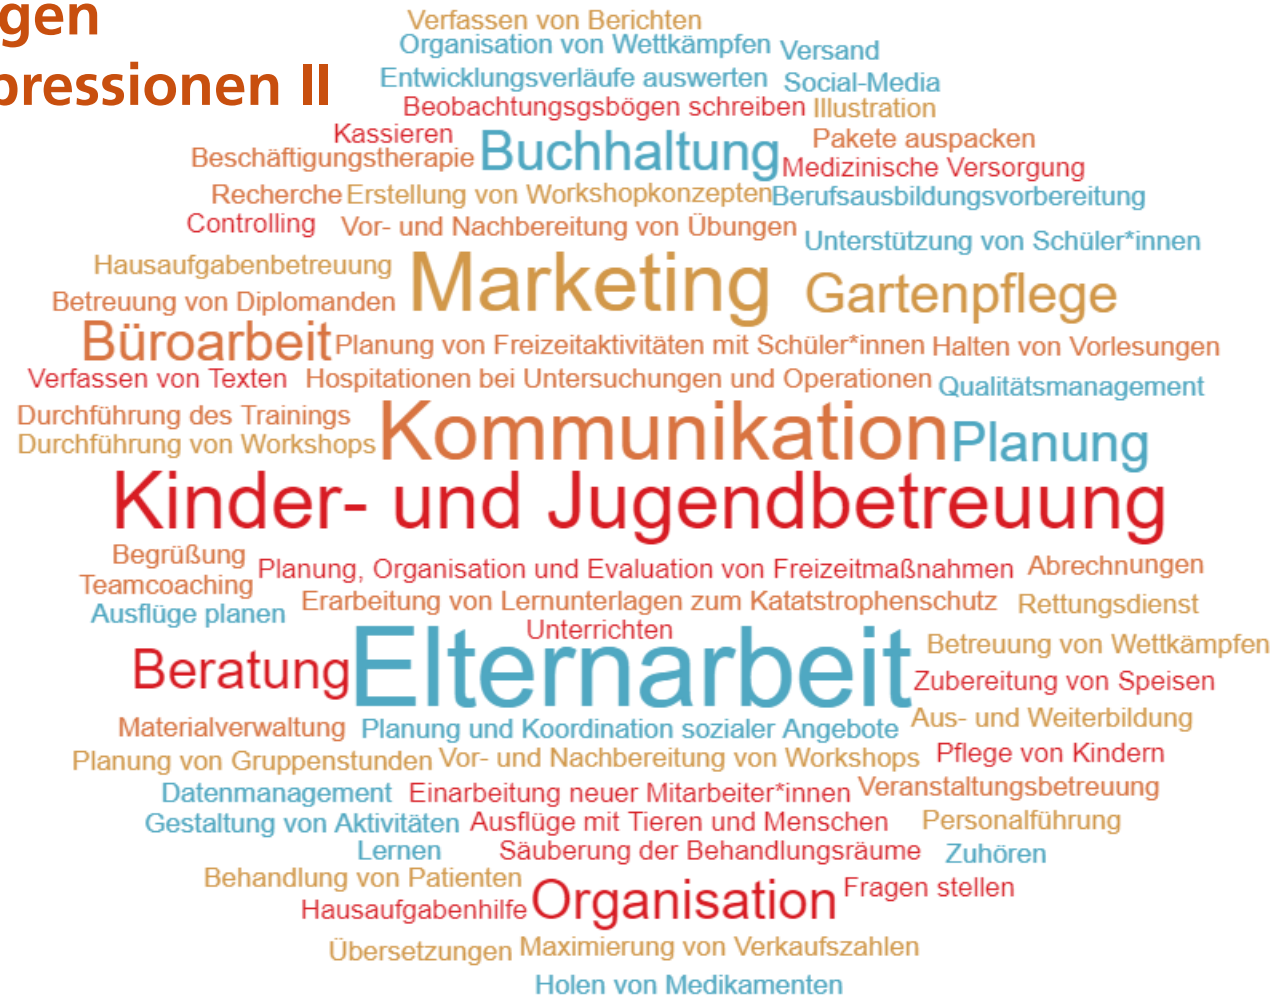 gen
pressionen II
Verfassen von Berichten
Organisation von Wettkämpfen Versand
Entwicklungsverläufe auswerten Social-Media
Beobachtungsgsbögen schreiben Illustration
Kassieren Pakete auspacken
Beschäftigungstherapie Buchhaltung Medizinische Versorgung
Recherche Erstellung von Workshopkonzepten Berufsausbildungsvorbereitung
Controlling Vor- und Nachbereitung von Übungen Unterstützung von Schüler*innen
Hausaufgabenbetreuung Marketing Gartenpflege
Betreuung von Diplomanden
Büroarbeit Planung von Freizeitaktivitäten mit Schüler*innen Halten von Vorlesungen
Verfassen von Texten Hospitationen bei Untersuchungen und Operationen Qualitätsmanagement
Durchführung des Trainings
Durchführung von Workshops Kommunikation Planung
Kinder- und Jugendbetreuung
Begrüßung Planung, Organisation und Evaluation von Freizeitmaßnahmen Abrechnungen
Teamcoaching
Ausflüge planen Erarbeitung von Lernunterlagen zum Katatstrophenschutz Rettungsdienst
Unterrichten
Beratung Elternarbeit Betreuung von Wettkämpfen
Zubereitung von Speisen
Materialverwaltung Planung und Koordination sozialer Angebote Aus- und Weiterbildung
Planung von Gruppenstunden Vor- und Nachbereitung von Workshops Pflege von Kindern
Datenmanagement Einarbeitung neuer Mitarbeiter*innen Veranstaltungsbetreuung
Gestaltung von Aktivitäten Ausflüge mit Tieren und Menschen Personalführung
Lernen Säuberung der Behandlungsräume Zuhören
Behandlung von Patienten
Hausaufgabenhilfe Organisation Fragen stellen
Übersetzungen Maximierung von Verkaufszahlen
Holen von Medikamenten